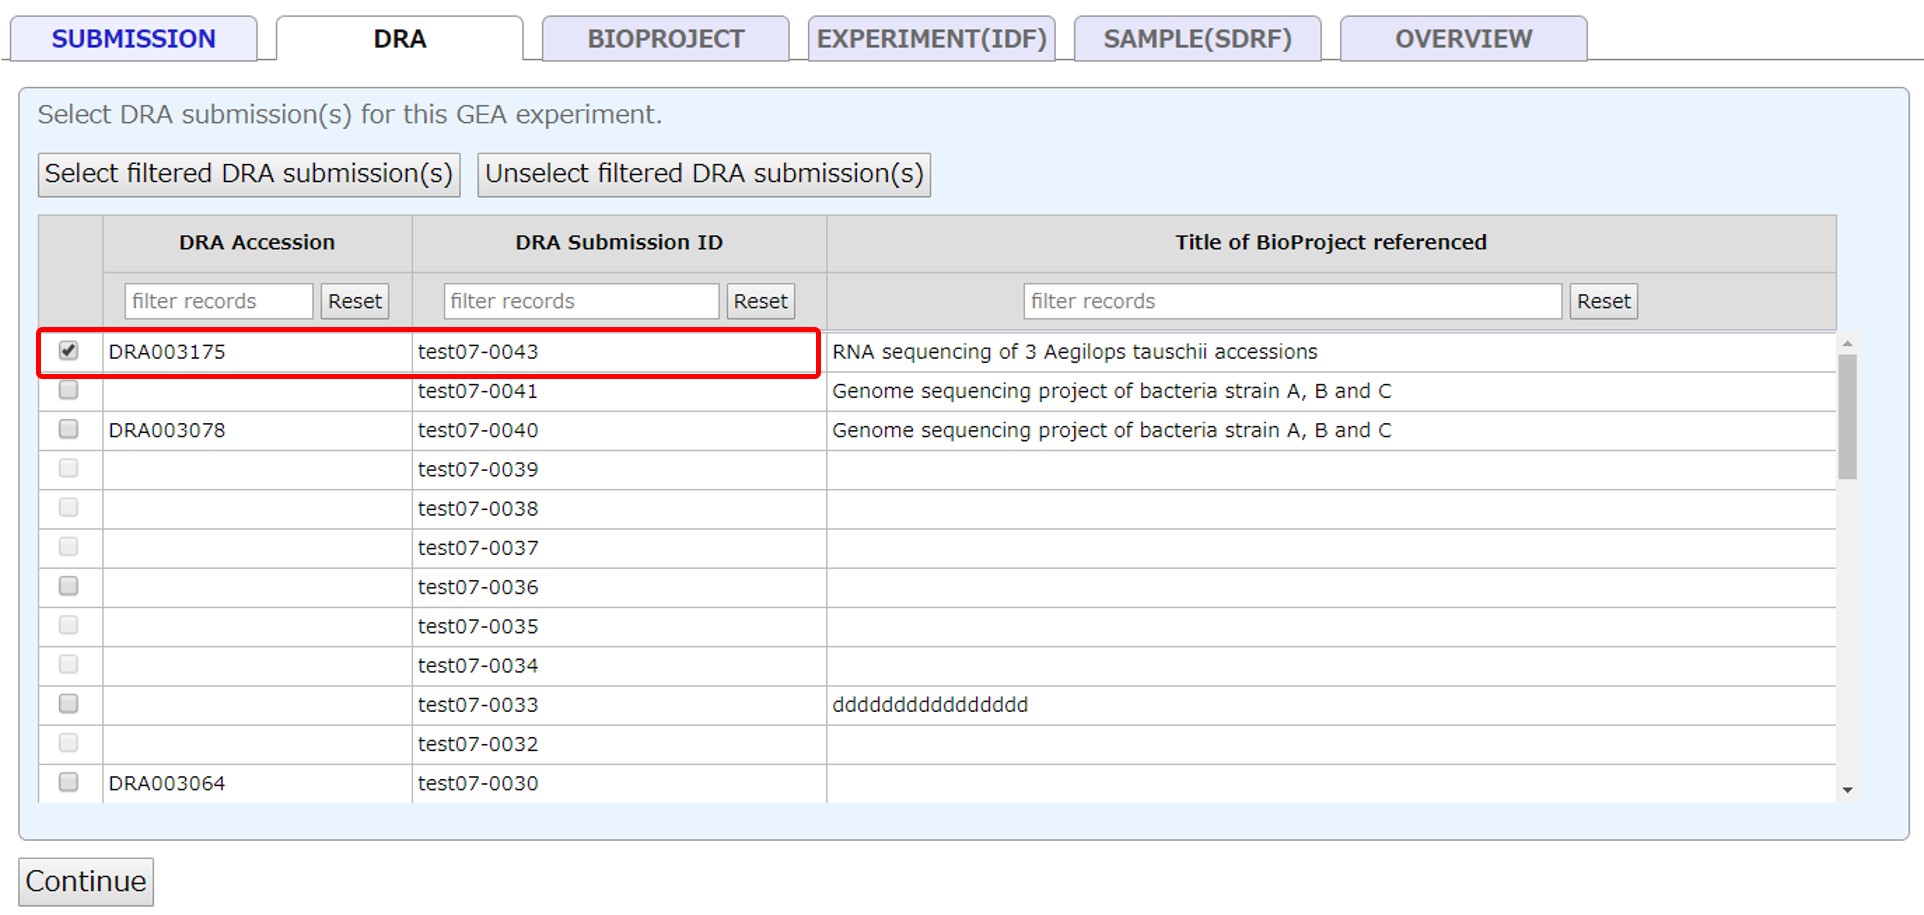 SUBMISSION DRA BIOPROJECT EXPERIMENT(IDF) SAMPLE(SDRF) OVERVIEW
Select DRA submission(s) for this GEA experiment.
Select filtered DRA submission(s) Unselect filtered DRA submission(s)
DRA Accession DRA Submission ID Title of BioProject referenced
filter records Reset filter records Reset filter records Reset
DRA003175 test07-0043 RNA sequencing of 3 Aegilops tauschii accessions
test07-0041 Genome sequencing project of bacteria strain A, B and C
DRA003078 test07-0040 Genome sequencing project of bacteria strain A, B and C
test07-0039
test07-0038
test07-0037
test07-0036
test07-0035
test07-0034
test07-0033 dddddddddddddddd
test07-0032
DRA003064 test07-0030
Continue